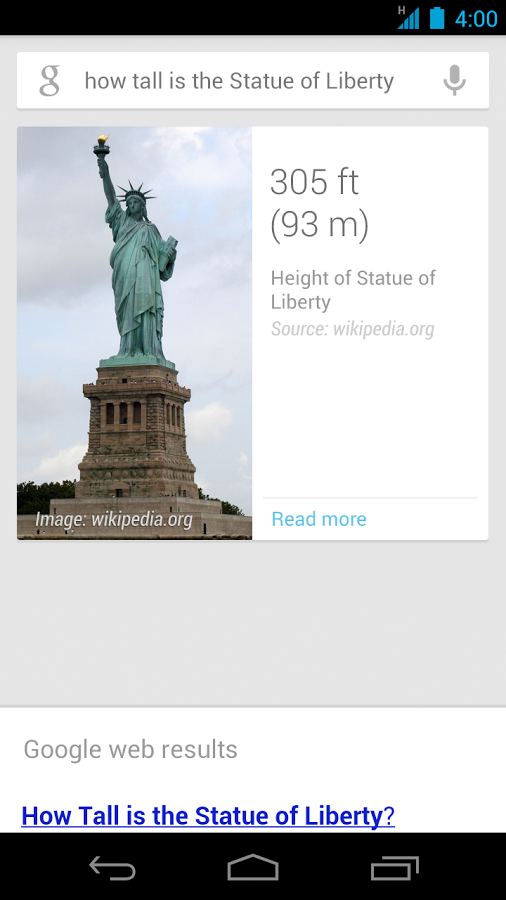 H 4:00
g how tall is the Statue of Liberty
305 ft
(93 m)
Height of Statue of
Liberty
Source: wikipedia.org
Image: wikipedia.org
Read more
Google web results
How Tall is the Statue of Liberty?